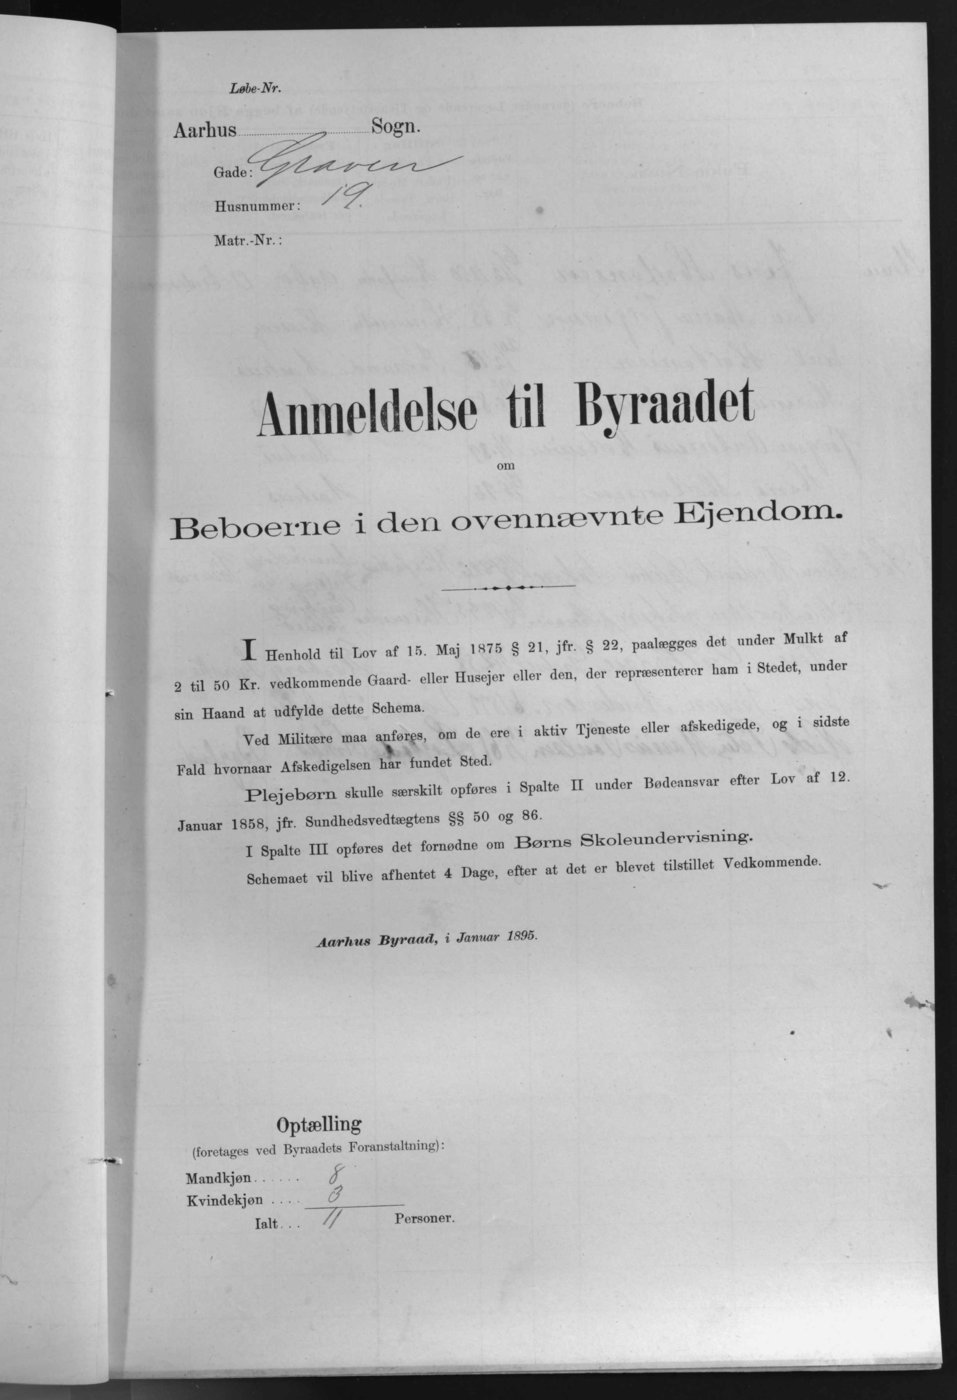 Løbe-Nr.
Aarhus Sogn.
Gade: Graven
Husnummer: 19.
Matr.-Nr.:
Anmeldelse til Byraadet
om
Beboerne i den ovennævnte Ejendom.
I Henhold til Lov af 15. Maj 1875 § 21, jfr. § 22, paalægges det under Mulkt af
2 til 50 Kr. vedkommende Gaard- eller Husejer eller den, der repræsenterer ham i Stedet, under
sin Haand at udfylde dette Schema.
Ved Militære maa anføres, om de ere i aktiv Tjeneste eller afskedigede, og i sidste
Fald hvornaar Afskedigelsen har fundet Sted.
Plejebørn skulle særskilt opføres i Spalte II under Bødeansvar efter Lov af 12.
Januar 1858, jfr. Sundhedsvedtægtens §§ 50 og 86.
I Spalte III opføres det fornødne om Børns Skoleundervisning.
Schemaet vil blive afhentet 4 Dage, efter at det er blevet tilstillet Vedkommende.
Aarhus Byraad, i Januar 1895.
Optælling
(foretages ved Byraadets Foranstaltning):
Mandkjøn...... 8
Kvindekjøn .... 3
Ialt... 11 Personer.